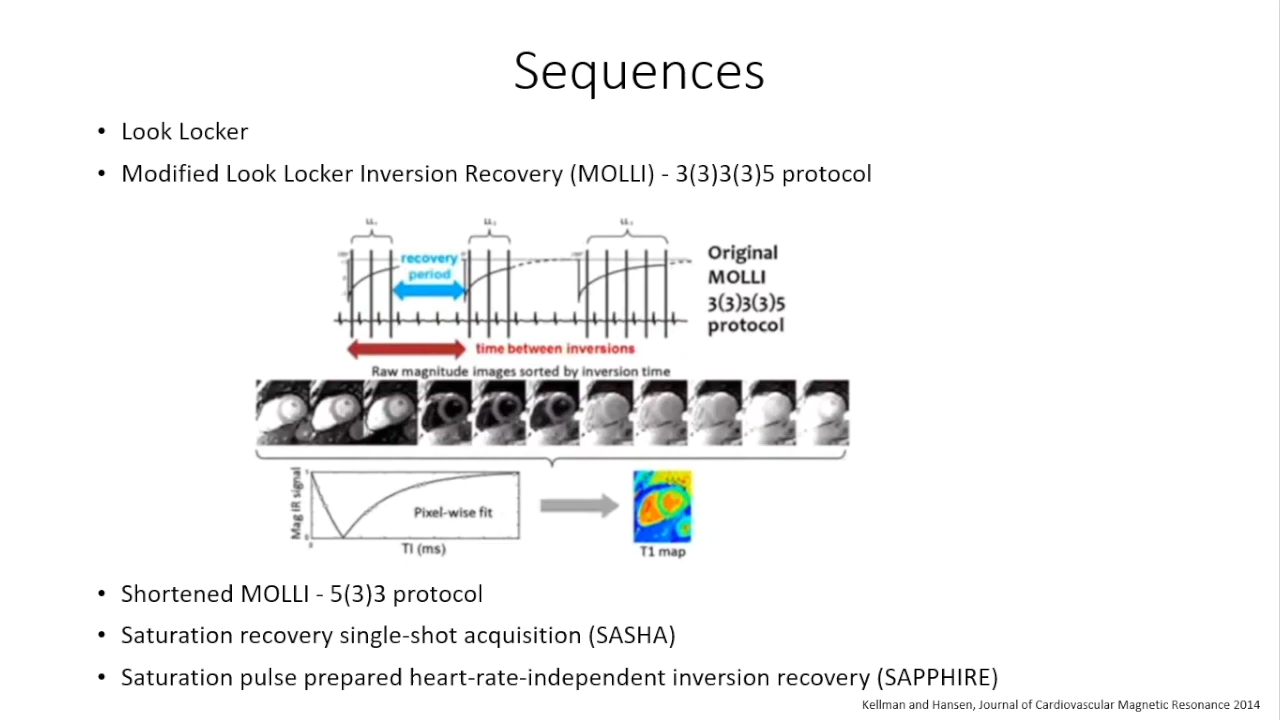 Sequences
• Look Locker
• Modified Look Locker Inversion Recovery (MOLLI) - 3(3)3(3)5 protocol
recovery
period
Original
MOLLI
3(3)3(3)5
protocol
time between inversions
Raw magnitude images sorted by inversion time
Mag IR signal
Pixel-wise fit
TI (ms)
T1 map
• Shortened MOLLI - 5(3)3 protocol
• Saturation recovery single-shot acquisition (SASHA)
• Saturation pulse prepared heart-rate-independent inversion recovery (SAPPHIRE)
Kellman and Hansen, Journal of Cardiovascular Magnetic Resonance 2014